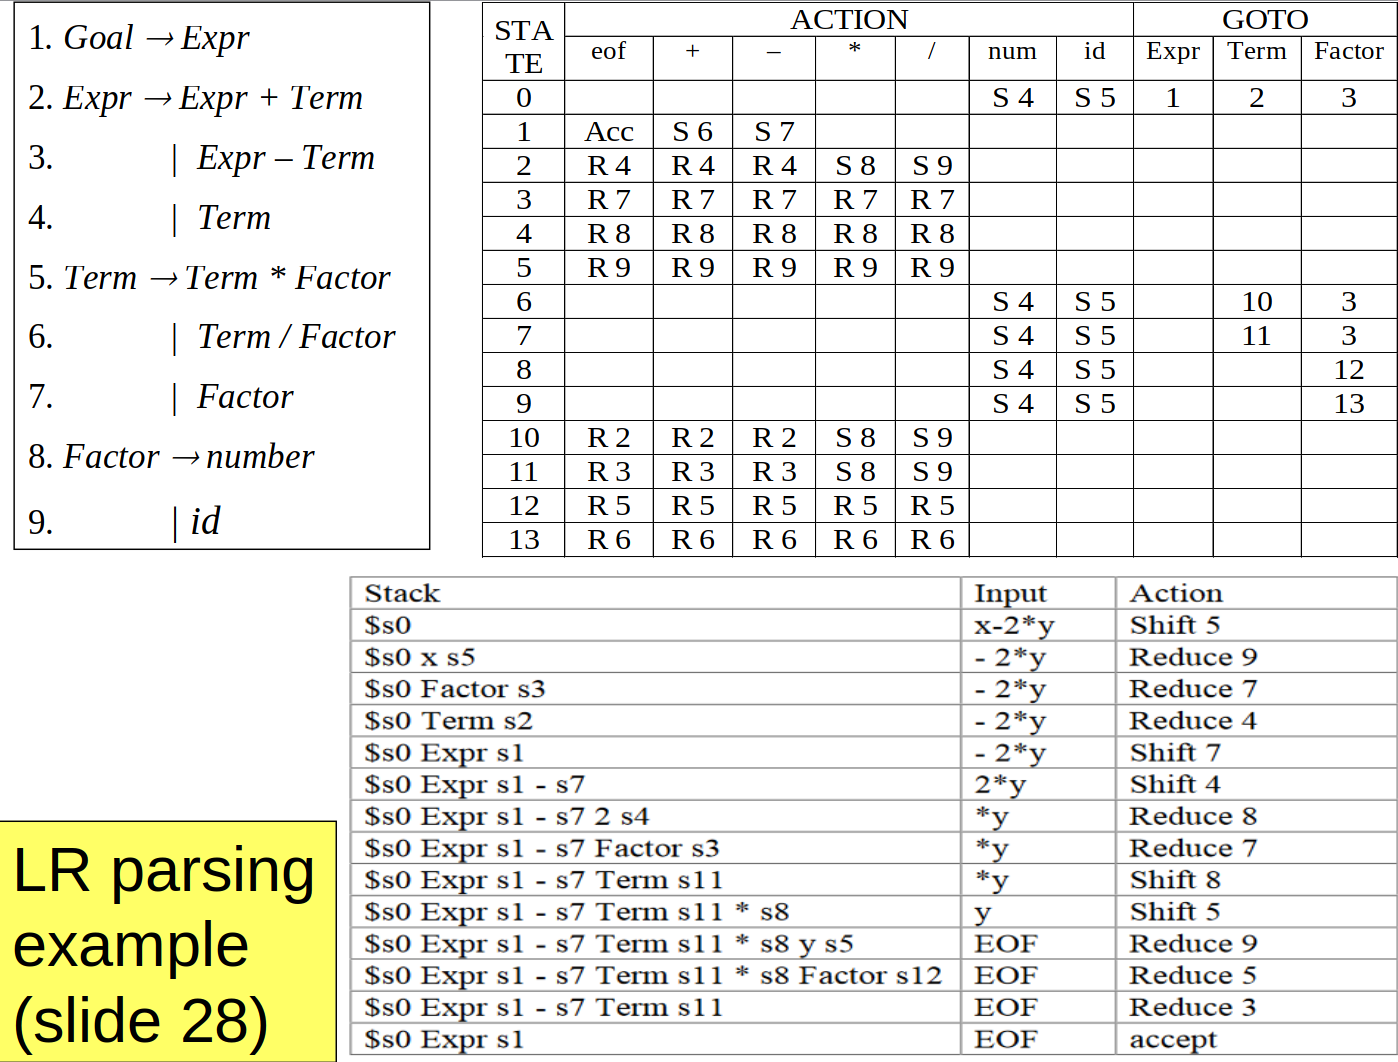 1. Goal → Expr
2. Expr → Expr + Term
3. | Expr – Term
4. | Term
5. Term → Term * Factor
6. | Term / Factor
7. | Factor
8. Factor → number
9. | id
STA TE ACTION GOTO
eof + – * / num id Expr Term Factor
0 S 4 S 5 1 2 3
1 Acc S 6 S 7
2 R 4 R 4 R 4 S 8 S 9
3 R 7 R 7 R 7 R 7 R 7
4 R 8 R 8 R 8 R 8 R 8
5 R 9 R 9 R 9 R 9 R 9
6 S 4 S 5 10 3
7 S 4 S 5 11 3
8 S 4 S 5 12
9 S 4 S 5 13
10 R 2 R 2 R 2 S 8 S 9
11 R 3 R 3 R 3 S 8 S 9
12 R 5 R 5 R 5 R 5 R 5
13 R 6 R 6 R 6 R 6 R 6
Stack Input Action
$s0 x-2*y Shift 5
$s0 x s5 - 2*y Reduce 9
$s0 Factor s3 - 2*y Reduce 7
$s0 Term s2 - 2*y Reduce 4
$s0 Expr s1 - 2*y Shift 7
$s0 Expr s1 - s7 2*y Shift 4
$s0 Expr s1 - s7 2 s4 *y Reduce 8
$s0 Expr s1 - s7 Factor s3 *y Reduce 7
$s0 Expr s1 - s7 Term s11 *y Shift 8
$s0 Expr s1 - s7 Term s11 * s8 y Shift 5
$s0 Expr s1 - s7 Term s11 * s8 y s5 EOF Reduce 9
$s0 Expr s1 - s7 Term s11 * s8 Factor s12 EOF Reduce 5
$s0 Expr s1 - s7 Term s11 EOF Reduce 3
$s0 Expr s1 EOF accept
LR parsing
example
(slide 28)